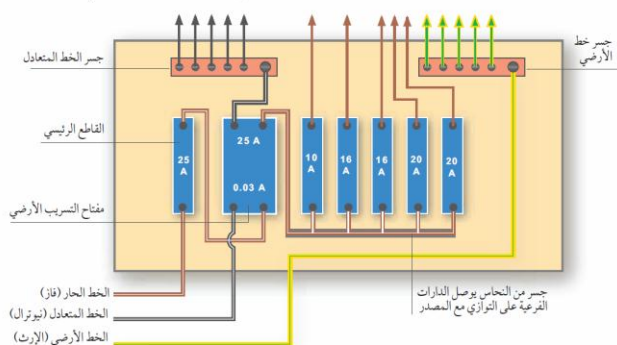 جسر الخط المتعادل
جسر خط
الأرضي
القاطع الرئيسي
25
A
25 A
0.03 A
10
A
16
A
16
A
20
A
20
A
مفتاح التسريب الأرضي
جسر من النحاس يوصل الدارات
الفرعية على التوازي مع المصدر
الخط الحار (فاز)
الخط المتعادل (نيوترال)
الخط الأرضي (الإرث)